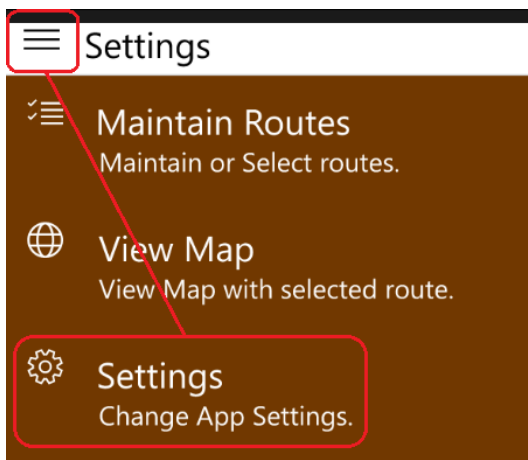 Settings
Maintain Routes
Maintain or Select routes.
View Map
View Map with selected route.
Settings
Change App Settings.